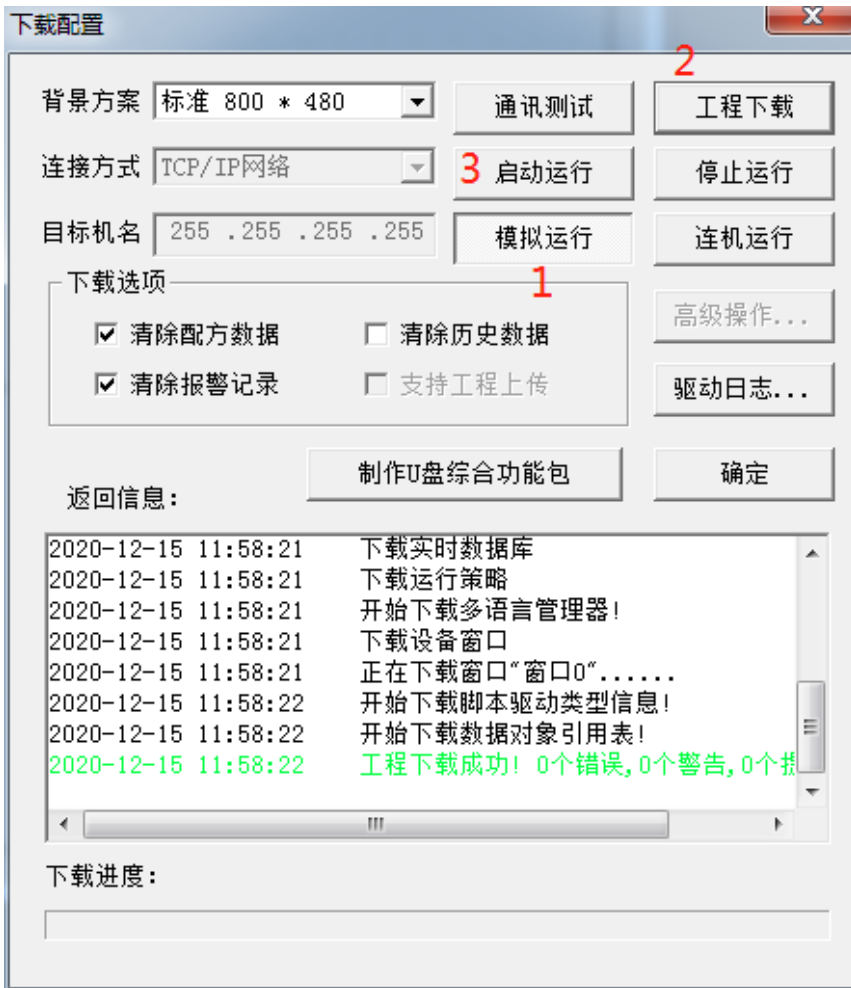 下载配置
2
背景方案 标准 800 * 480 通讯测试 工程下载
连接方式 TCP/IP网络 3 启动运行 停止运行
目标机名 255 .255 .255 .255 模拟运行 连机运行
1
下载选项
高级操作...
清除配方数据 清除历史数据
清除报警记录 支持工程上传 驱动日志...
制作U盘综合功能包 确定
返回信息:
2020-12-15 11:58:21 下载实时数据库
2020-12-15 11:58:21 下载运行策略
2020-12-15 11:58:21 开始下载多语言管理器!
2020-12-15 11:58:21 下载设备窗口
2020-12-15 11:58:21 正在下载窗口"窗口0"......
2020-12-15 11:58:22 开始下载脚本驱动类型信息!
2020-12-15 11:58:22 开始下载数据对象引用表!
2020-12-15 11:58:22 工程下载成功! 0个错误,0个警告,0个
下载进度: